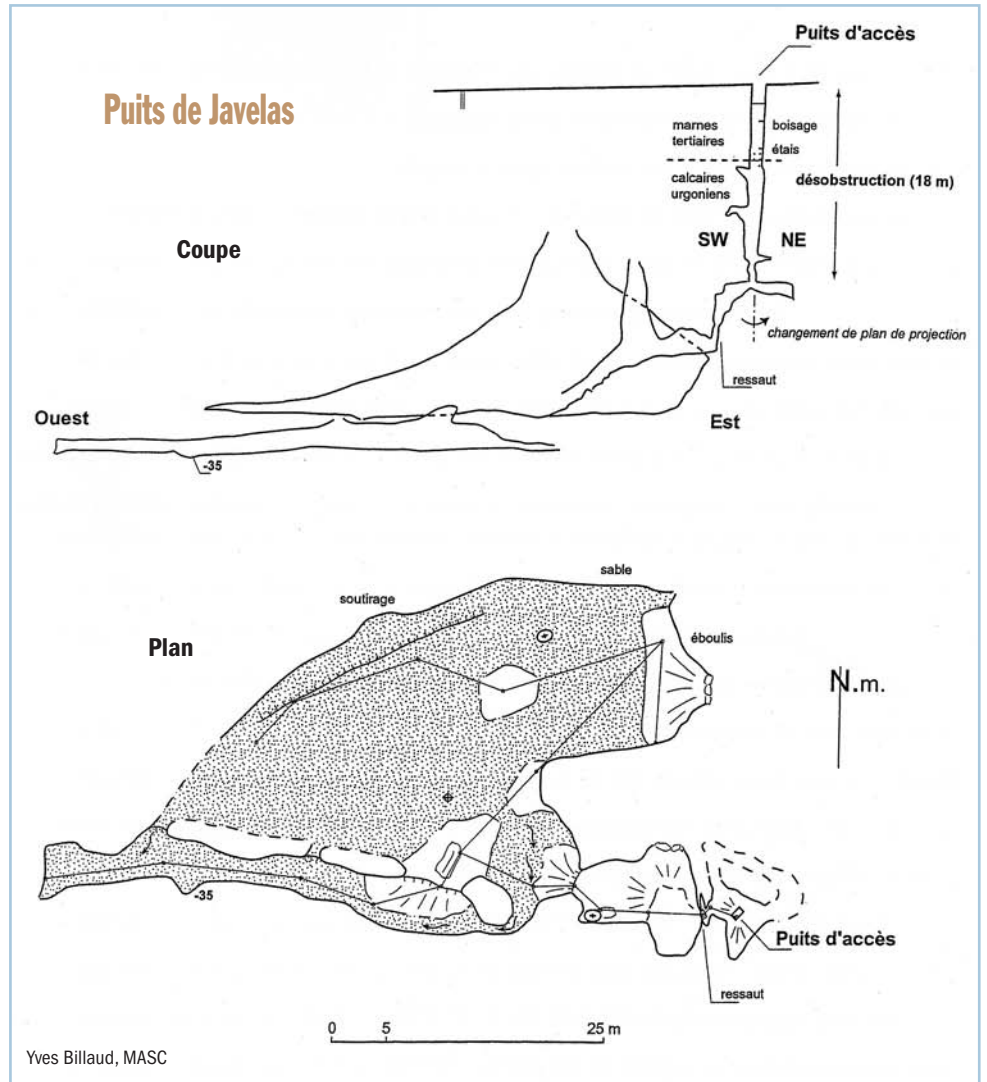 Puits d'accès
Puits de Javelas
marnes
tertiaires
boisage
étais
calcaires
urgoniens
désobstruction (18 m)
SW
NE
Coupe
changement de plan de projection
ressaut
Ouest
Est
-35
sable
soutirage
éboulis
Plan
N.m.
-35
Puits d'accès
ressaut
0 5 25 m
Yves Billaud, MASC